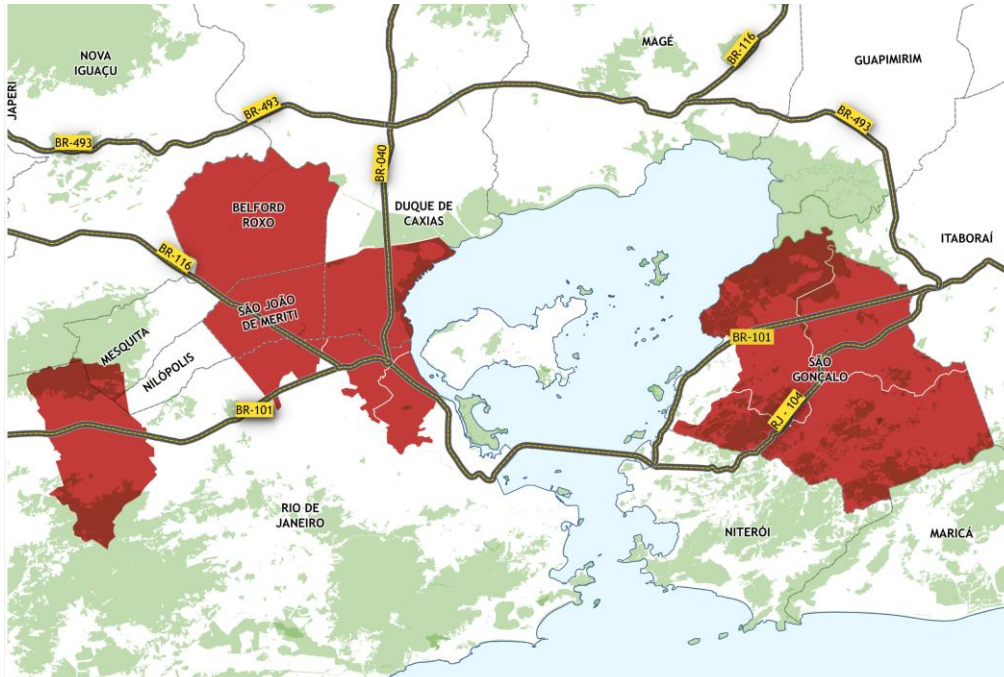 NOVA
IGUAÇU
MAGÉ
BR-116
GUAPIMIRIM
JAPERI
BR-493
BR-493
BR-493
BR-040
BELFORD
ROXO
DUQUE DE
CAXIAS
ITABORAÍ
BR-116
SÃO JOÃO
DE MERITI
MESQUITA
NILÓPOLIS
BR-101
SÃO
GONÇALO
BR-101
RJ - 104
RIO DE
JANEIRO
NITERÓI
MARICÁ